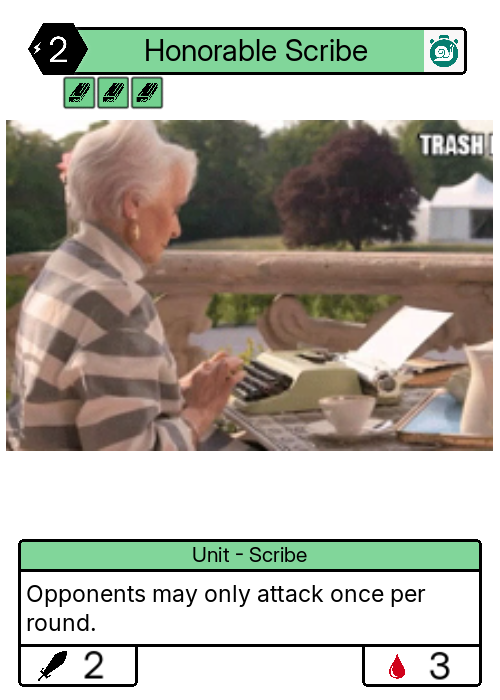 2
Honorable Scribe
TRASH
Unit - Scribe
Opponents may only attack once per
round.
2
3